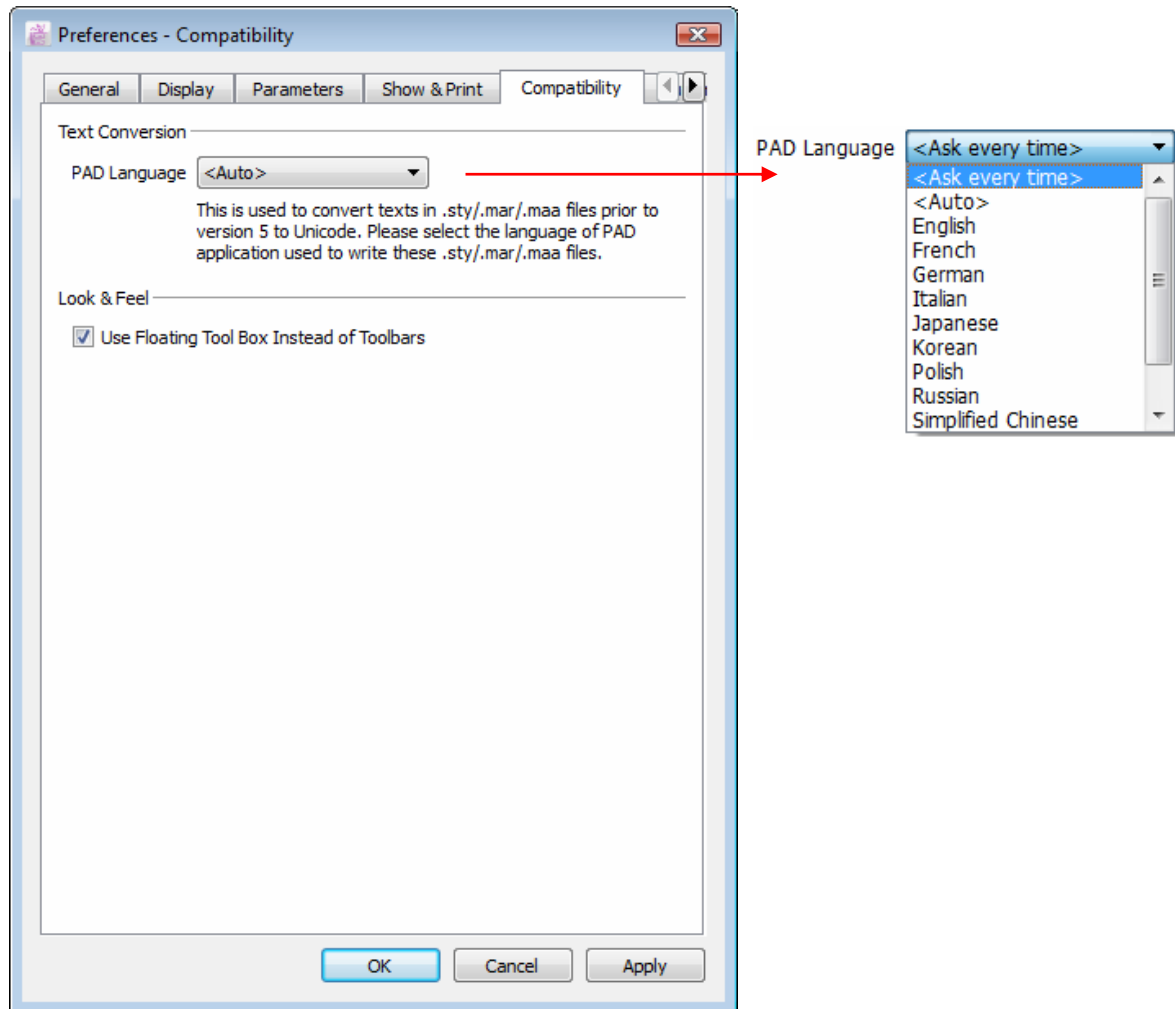 Preferences - Compatibility
General Display Parameters Show & Print Compatibility
Text Conversion
PAD Language <Auto>
This is used to convert texts in .sty/.mar/.maa files prior to
version 5 to Unicode. Please select the language of PAD
application used to write these .sty/.mar/.maa files.
Look & Feel
Use Floating Tool Box Instead of Toolbars
OK Cancel Apply
PAD Language <Ask every time>
<Ask every time>
<Auto>
English
French
German
Italian
Japanese
Korean
Polish
Russian
Simplified Chinese